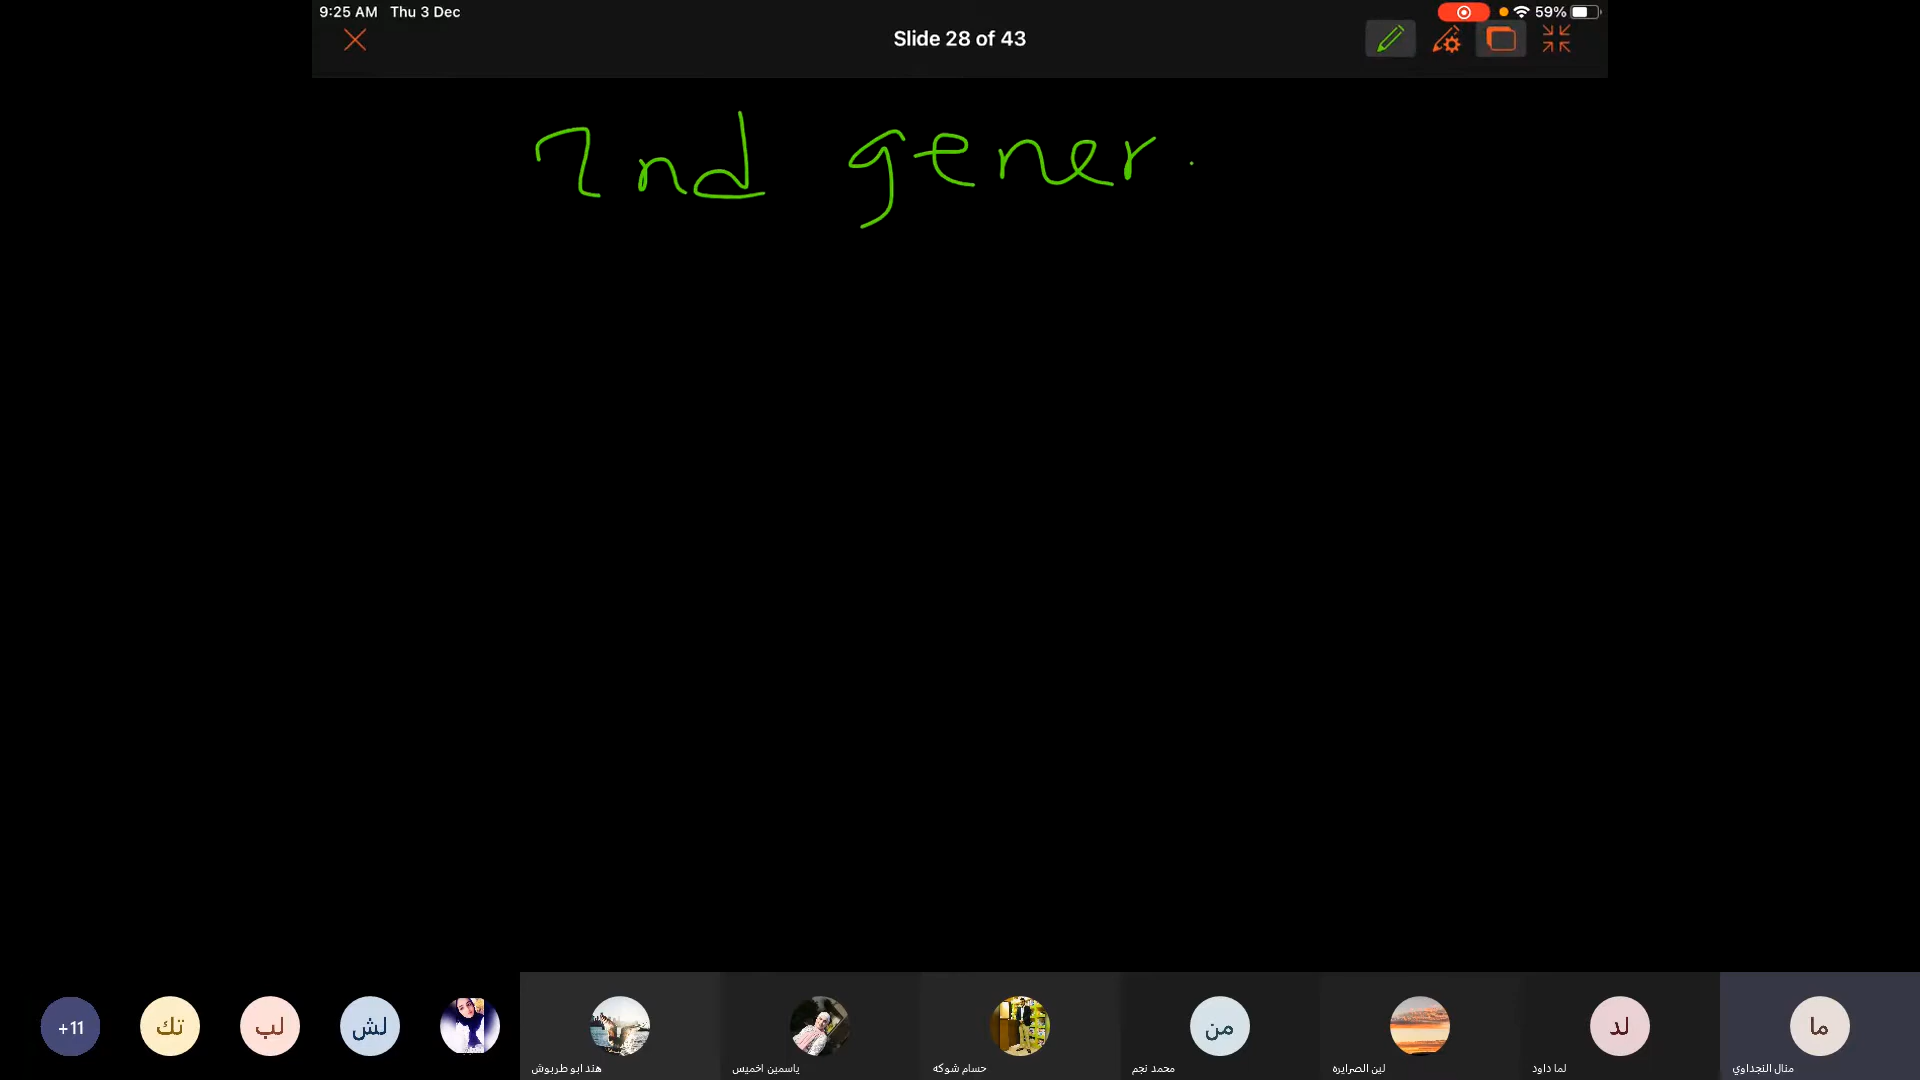 9:25 AM Thu 3 Dec
59%
Slide 28 of 43
2nd gener.
+11
تك
لب
لش
من
لد
ما
هند ابو طربوش
ياسمين اخميس
حسام شوكه
محمد نجم
لين الصرايره
لما داود
منال النجداوي